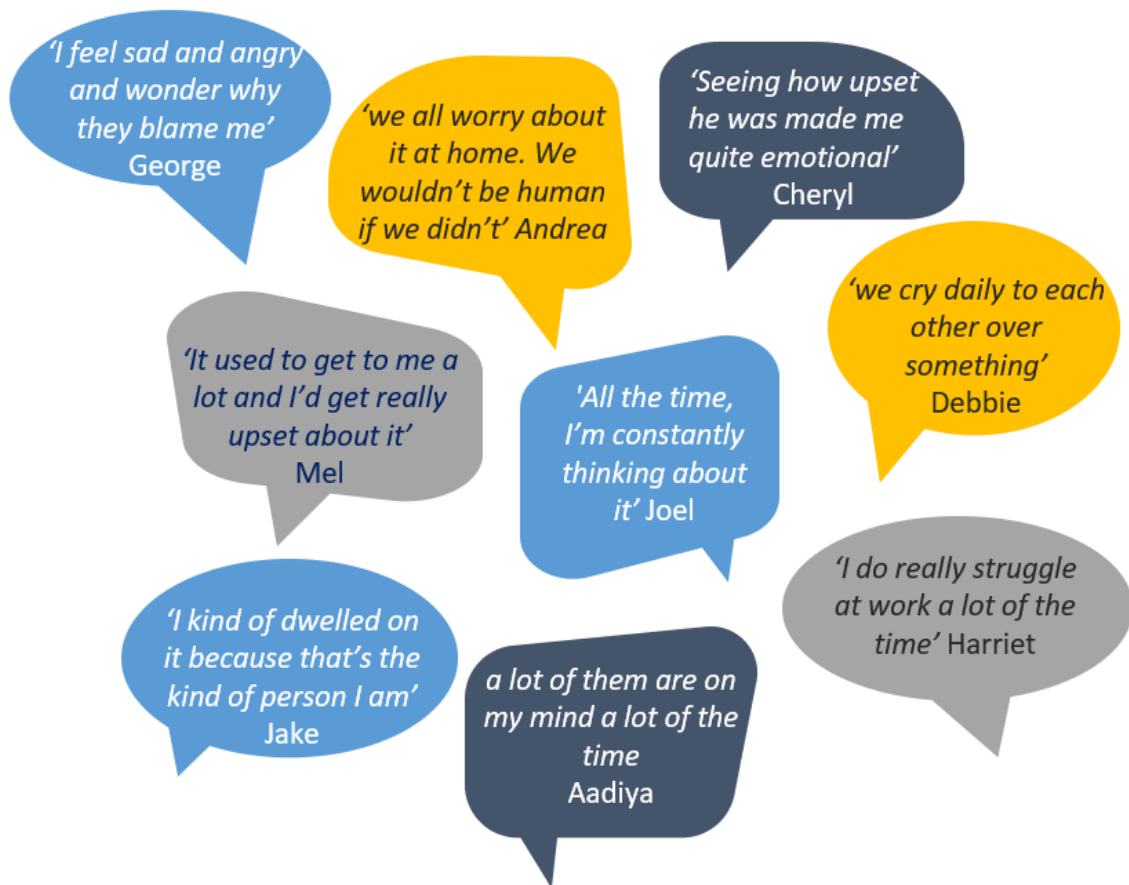 ‘I feel sad and angry
and wonder why
they blame me’
George
‘we all worry about
it at home. We
wouldn’t be human
if we didn’t’ Andrea
‘Seeing how upset
he was made me
quite emotional’
Cheryl
‘we cry daily to each
other over
something’
Debbie
‘It used to get to me a
lot and I’d get really
upset about it’
Mel
'All the time,
I’m constantly
thinking about
it’ Joel
‘I do really struggle
at work a lot of the
time’ Harriet
‘I kind of dwelled on
it because that’s the
kind of person I am’
Jake
a lot of them are on
my mind a lot of the
time
Aadiya